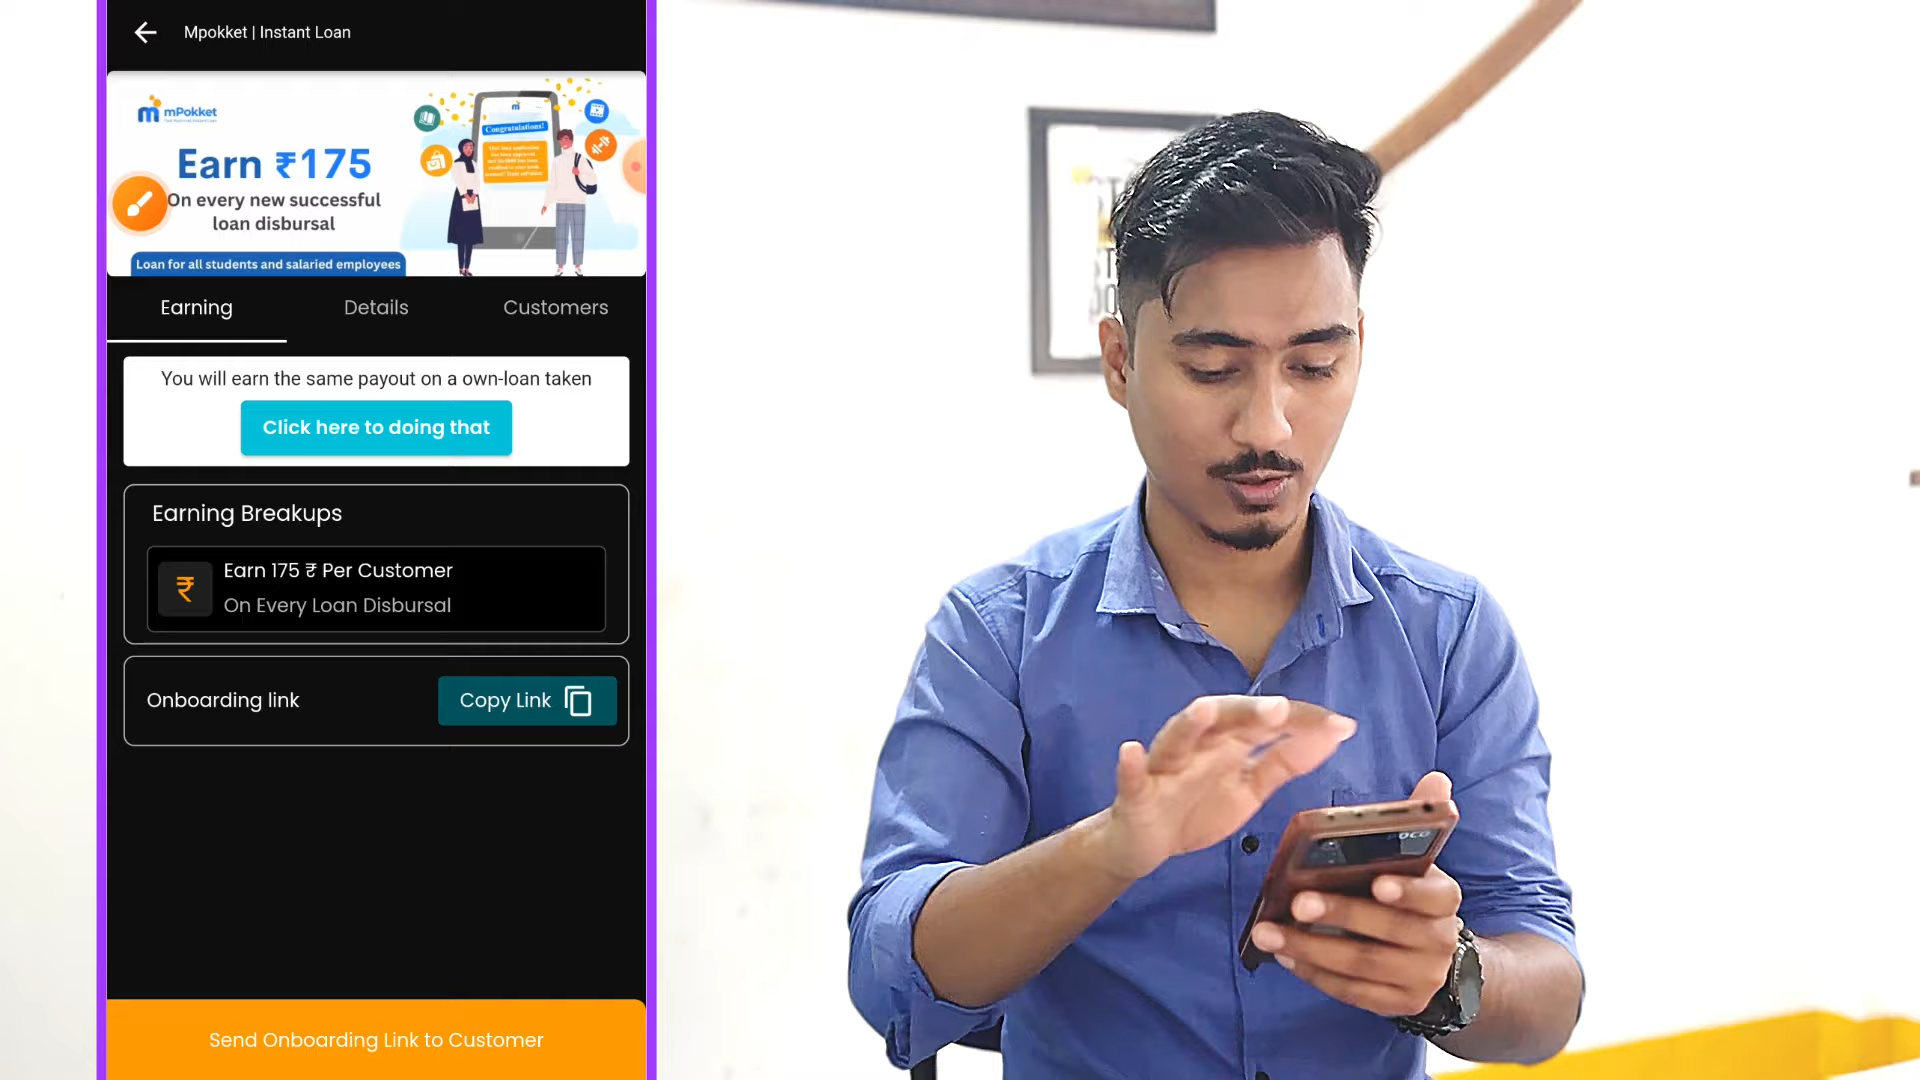 Mpokket | Instant Loan
mPokket
Earn ₹175
On every new successful
loan disbursal
Loan for all students and salaried employees
Congratulations!
Earning
Details
Customers
You will earn the same payout on a own-loan taken
Click here to doing that
Earning Breakups
₹
Earn 175 ₹ Per Customer
On Every Loan Disbursal
Onboarding link
Copy Link
Send Onboarding Link to Customer
POCO